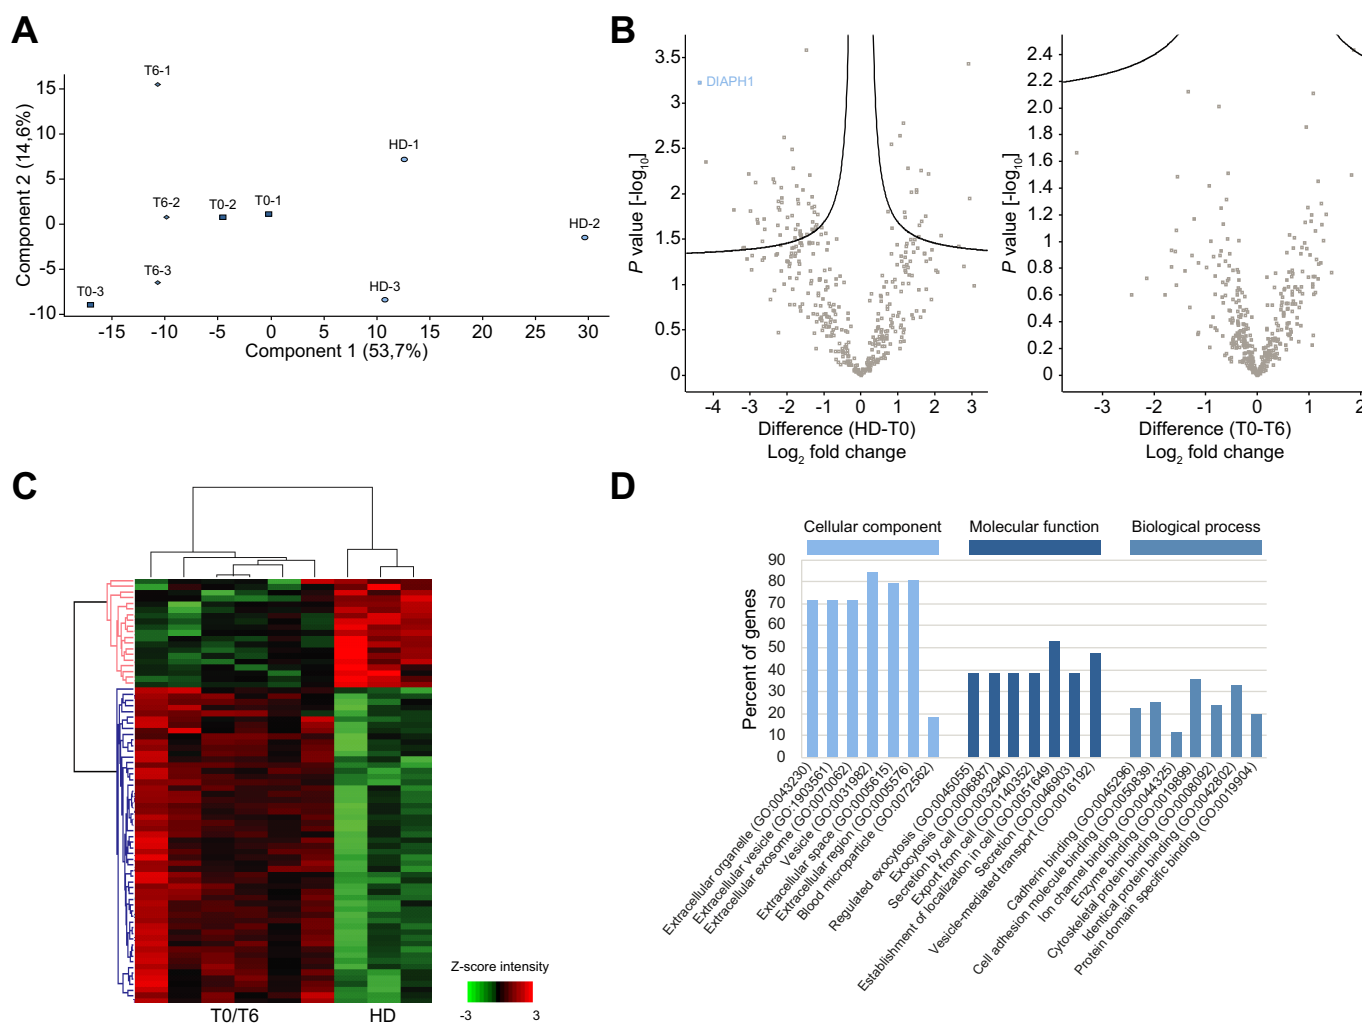 A
Component 2 (14,6%)
15
10
5
0
-5
-10
T6-1
HD-1
T6-2
T0-2
T0-1
HD-2
T6-3
T0-3
HD-3
-15
-10
-5
0
5
10
15
20
25
30
Component 1 (53,7%)
B
P value [-log10]
3.5
3
2.5
2
1.5
1
0.5
0
DIAPH1
-4
-3
-2
-1
0
1
2
3
Difference (HD-T0)
Log2 fold change
P value [-log10]
2.4
2.2
2.0
1.8
1.6
1.4
1.2
1.0
0.8
0.6
0.4
0.2
0
-3
-2
-1
0
1
2
Difference (T0-T6)
Log2 fold change
C
T0/T6
HD
Z-score intensity
-3
3
D
Cellular component
Molecular function
Biological process
Percent of genes
90
80
70
60
50
40
30
20
10
0
Extracellular organelle (GO:0043230)
Extracellular vesicle (GO:1903561)
Extracellular exosome (GO:0070062)
Vesicle (GO:0031982)
Extracellular space (GO:0005615)
Extracellular region (GO:0005576)
Blood microparticle (GO:0072562)
Regulated exocytosis (GO:0045055)
Exocytosis (GO:0006887)
Secretion by cell (GO:0032940)
Export from cell (GO:0140352)
Establishment of localization in cell (GO:0051649)
Secretion (GO:0046903)
Vesicle-mediated transport (GO:0016192)
Cadherin binding (GO:0045296)
Cell adhesion molecule binding (GO:0050839)
Ion channel binding (GO:0044325)
Enzyme binding (GO:0019899)
Cytoskeletal protein binding (GO:0008092)
Identical protein binding (GO:0042802)
Protein domain specific binding (GO:0019904)